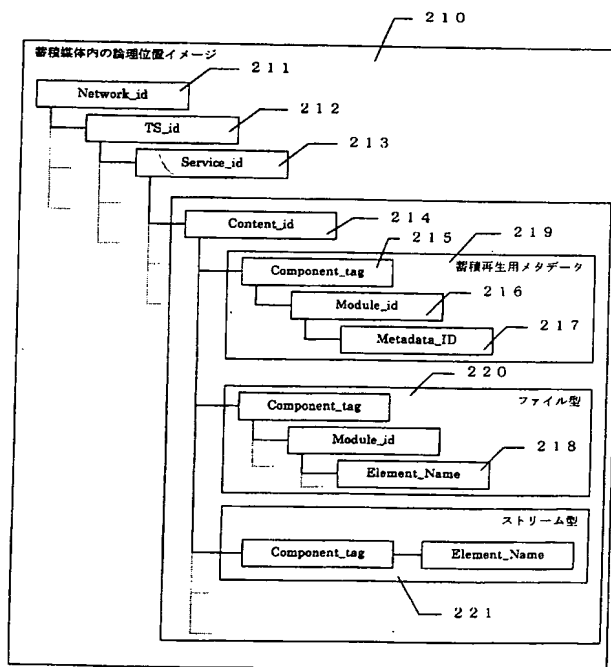 210
蓄積媒体内の論理位置イメージ
211
Network_id
212
TS_id
213
Service_id
214
Content_id
215
219
Component_tag
蓄積再生用メタデータ
216
Module_id
217
Metadata_ID
220
Component_tag
ファイル型
Module_id
218
Element_Name
ストリーム型
Component_tag
Element_Name
221